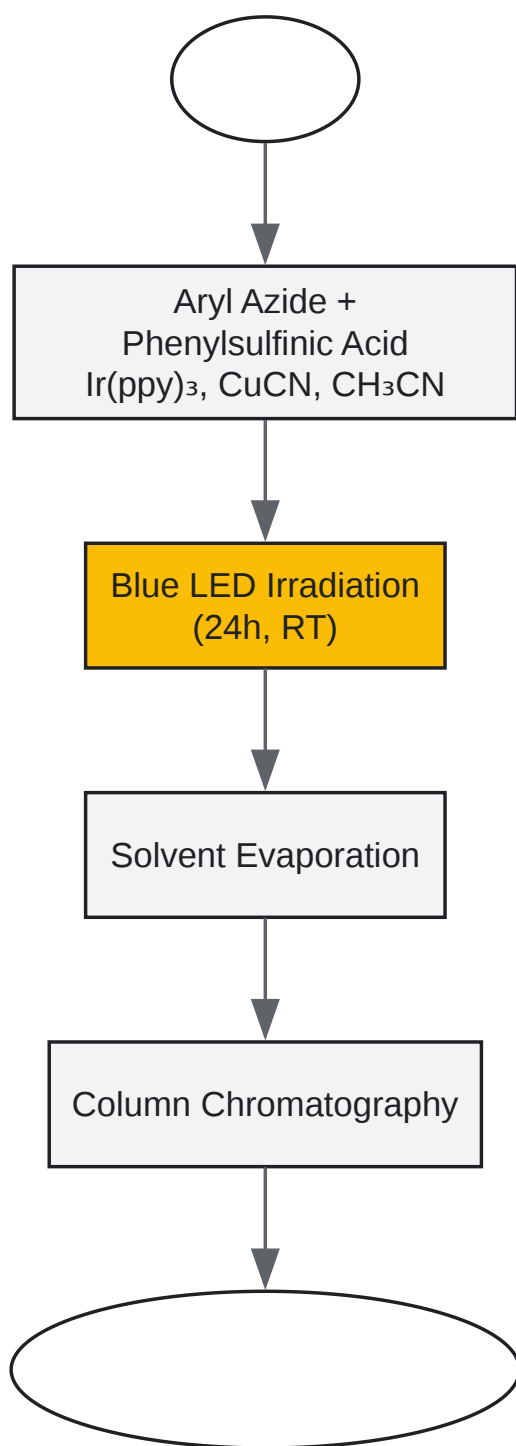 Aryl Azide +
Phenylsulfinic Acid
Ir(ppy)₃, CuCN, CH₃CN
Blue LED Irradiation
(24h, RT)
Solvent Evaporation
Column Chromatography